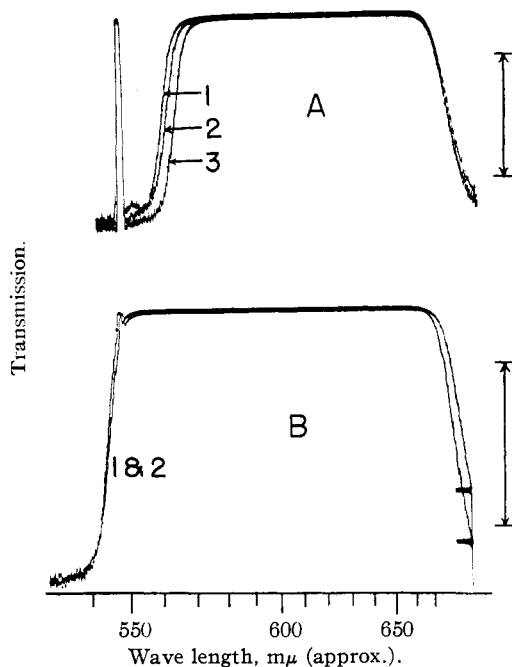 1
2
3
A
Transmission.
B
1&2
550 600 650
Wave length, mμ (approx.).